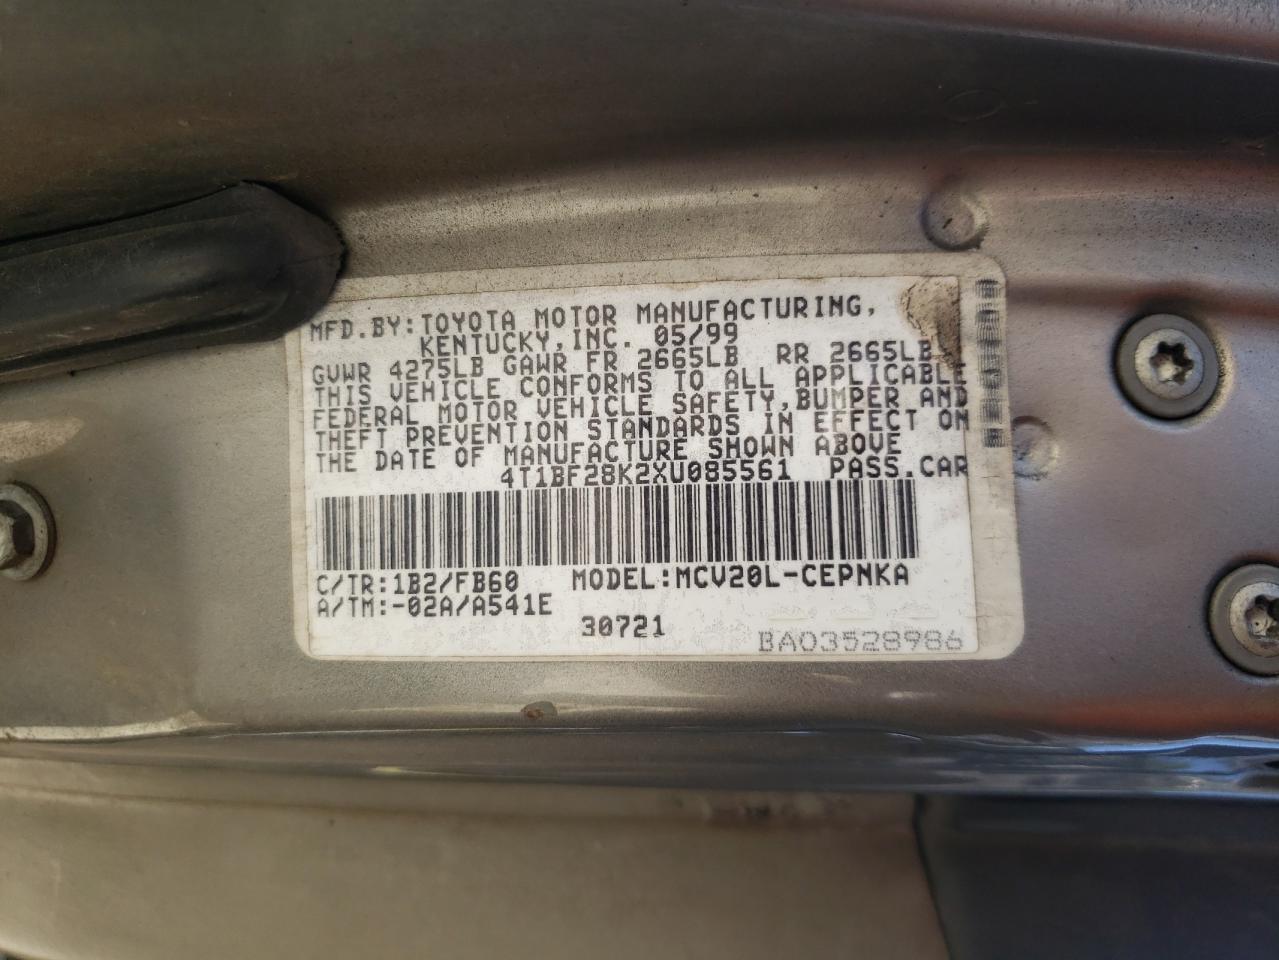 MFD.BY:TOYOTA MOTOR MANUFACTURING,
KENTUCKY,INC. 05/99
GVWR 4275LB GAWR FR 2665LB RR 2665LB
THIS VEHICLE CONFORMS TO ALL APPLICABLE
FEDERAL MOTOR VEHICLE SAFETY,BUMPER AND
THEFT PREVENTION STANDARDS IN EFFECT ON
THE DATE OF MANUFACTURE SHOWN ABOVE
4T1BF28K2XU085561 PASS.CAR
C/TR:1B2/FB60 MODEL:MCV20L-CEPNKA
A/TM:-02A/A541E
30721
BA03528986